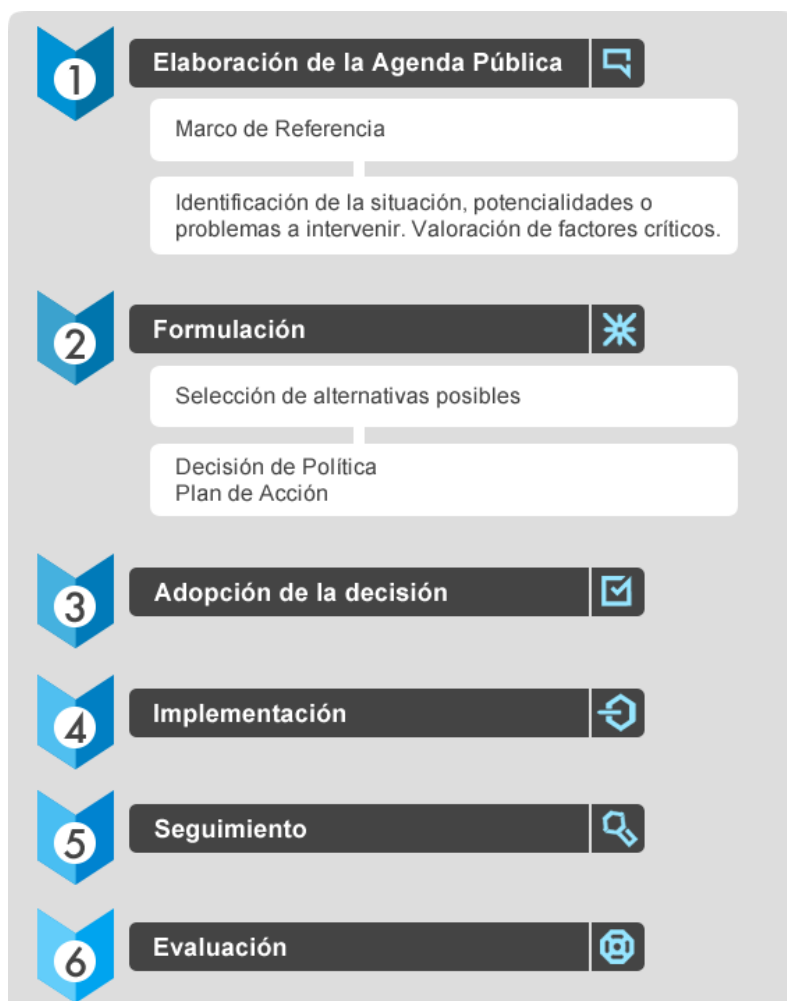 1
Elaboración de la Agenda Pública
Marco de Referencia
Identificación de la situación, potencialidades o
problemas a intervenir. Valoración de factores críticos.
2
Formulación
Selección de alternativas posibles
Decisión de Política
Plan de Acción
3
Adopción de la decisión
4
Implementación
5
Seguimiento
6
Evaluación